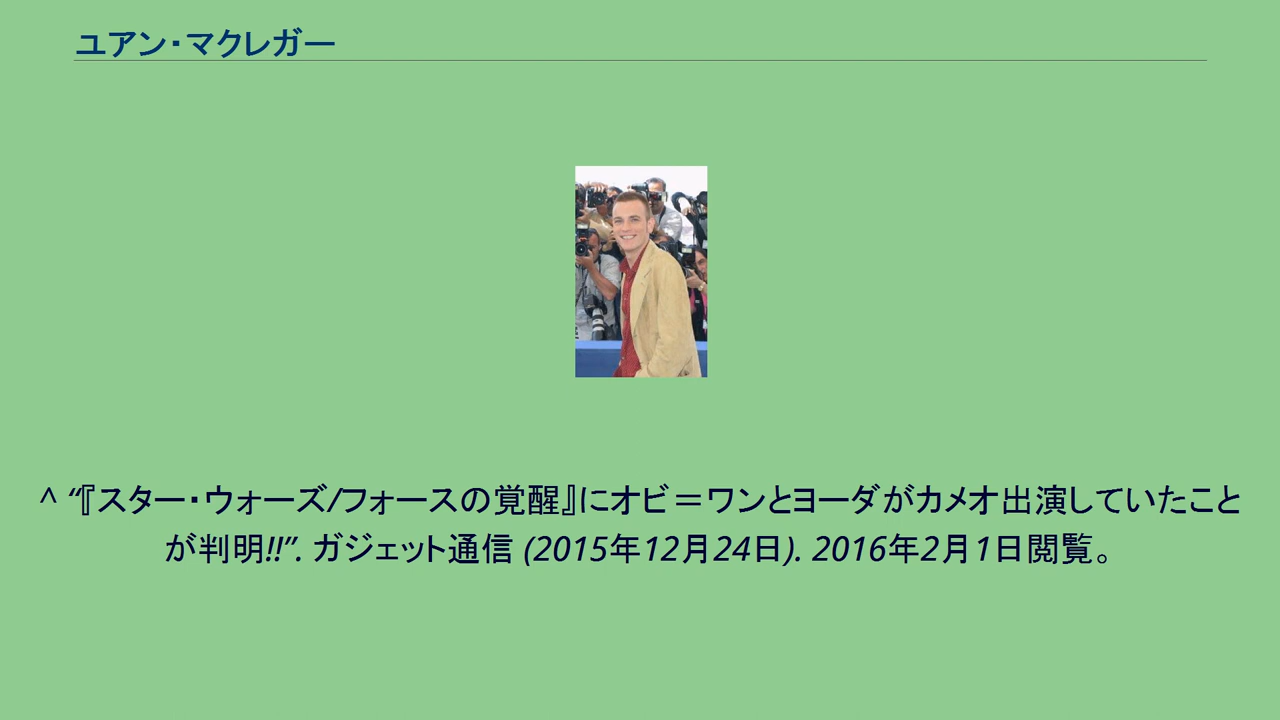 ユアン・マクレガー
^ “『スター・ウォーズ/フォースの覚醒』にオビ＝ワンとヨーダがカメオ出演していたこと
が判明!!”. ガジェット通信 (2015年12月24日). 2016年2月1日閲覧。